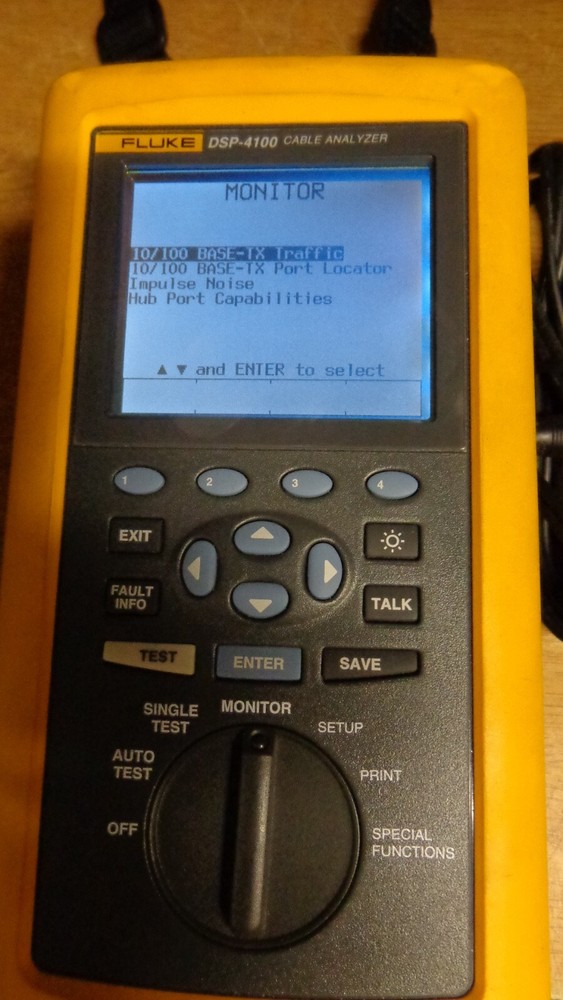 FLUKE DSP-4100 CABLE ANALYZER
MONITOR
10/100 BASE-TX Traffic
10/100 BASE-TX Port Locator
Impulse Noise
Hub Port Capabilities
▲ ▼ and ENTER to select
1 2 3 4
EXIT
FAULT INFO
TALK
TEST ENTER SAVE
SINGLE TEST
MONITOR
SETUP
AUTO TEST
PRINT
OFF
SPECIAL FUNCTIONS